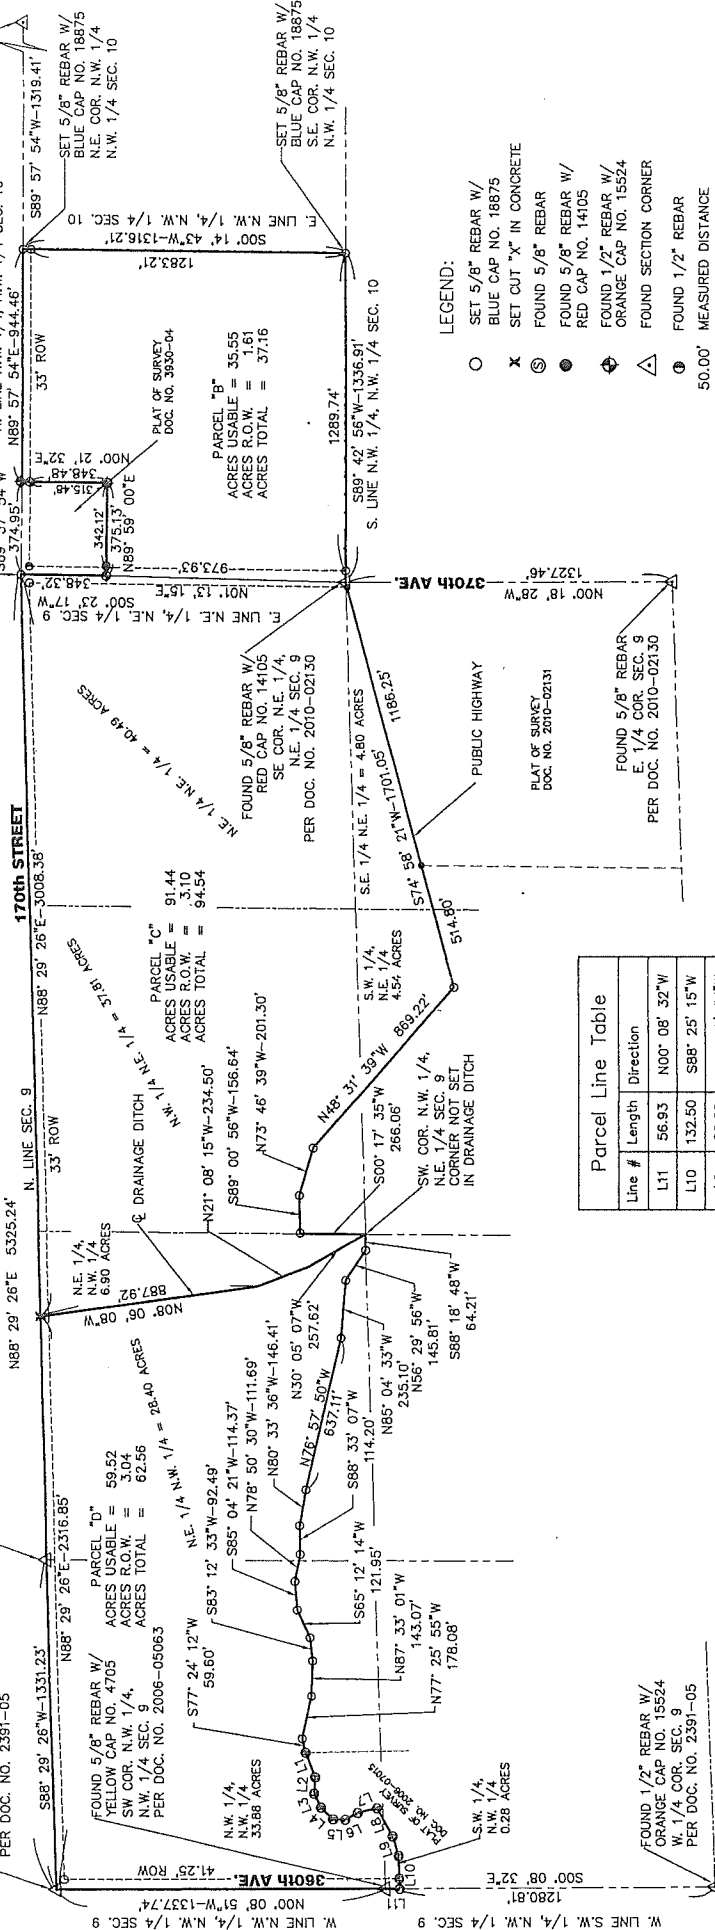 170th STREET
N. LINE SEC. 9
N88° 29' 26"E 5325.24'
N88° 29' 26"E-3008.38'
33' ROW
N88° 29' 26"E-2316.85'
S88° 29' 26"W-1331.23'
PER DOC. NO. 2391-05
FOUND 5/8" REBAR W/
YELLOW CAP NO. 4705
SW COR. N.W. 1/4,
N.W. 1/4 SEC. 9
PER DOC. NO. 2006-05063
PARCEL "D"
ACRES USABLE = 59.52
ACRES R.O.W. = 3.04
ACRES TOTAL = 62.56
N.E. 1/4 N.W. 1/4 = 28.40 ACRES
N.E. 1/4,
N.W. 1/4
6.90 ACRES
N08° 06' 08"W
887.92'
℄ DRAINAGE DITCH
N.W. 1/4 N.E. 1/4 = 37.81 ACRES
PARCEL "C"
ACRES USABLE = 91.44
ACRES R.O.W. = 3.10
ACRES TOTAL = 94.54
N.E. 1/4 N.E. 1/4 = 40.49 ACRES
N21° 08' 15"W-234.50'
S89° 00' 56"W-156.64'
N73° 46' 39"W-201.30'
N48° 31' 39"W 869.22'
S00° 17' 35"W
266.06'
SW. COR. N.W. 1/4,
N.E. 1/4 SEC. 9
CORNER NOT SET
IN DRAINAGE DITCH
S.W. 1/4,
N.E. 1/4
4.54 ACRES
S.E. 1/4 N.E. 1/4 = 4.80 ACRES
S74° 58' 21"W-1701.05'
514.80'
1186.25'
PUBLIC HIGHWAY
PLAT OF SURVEY
DOC. NO. 2010-02131
FOUND 5/8" REBAR W/
RED CAP NO. 14105
SE COR. N.E. 1/4,
N.E. 1/4 SEC. 9
PER DOC. NO. 2010-02130
E. LINE N.E. 1/4, N.E. 1/4 SEC. 9
S00° 23' 17"W
348.32'
N01° 13' 15"E
973.93'
370th AVE.
N00° 18' 28"W
1327.46'
FOUND 5/8" REBAR
E. 1/4 COR. SEC. 9
PER DOC. NO. 2010-02130
374.95'
N89° 57' 54"E-944.46'
33' ROW
N00° 21' 32"E
348.48'
315.48'
342.12'
375.13'
N89° 59' 00"E
PLAT OF SURVEY
DOC. NO. 3930-04
PARCEL "B"
ACRES USABLE = 35.55
ACRES R.O.W. = 1.61
ACRES TOTAL = 37.16
1283.21'
S00° 14' 43"W-1316.21'
E. LINE N.W. 1/4, N.W. 1/4 SEC. 10
1289.74'
S89° 42' 56"W-1336.91'
S. LINE N.W. 1/4, N.W. 1/4 SEC. 10
S89° 57' 54"W-1319.41'
SET 5/8" REBAR W/
BLUE CAP NO. 18875
N.E. COR. N.W. 1/4
N.W. 1/4 SEC. 10
SET 5/8" REBAR W/
BLUE CAP NO. 18875
S.E. COR. N.W. 1/4
N.W. 1/4 SEC. 10
N30° 05' 07"W
257.62'
S88° 18' 48"W
64.21'
N56° 29' 56"W
145.81'
N85° 04' 33"W
235.10'
N76° 57' 50"W
637.11'
N80° 33' 36"W-146.41'
S88° 33' 07"W
114.20'
N78° 50' 30"W-111.69'
S85° 04' 21"W-114.37'
S65° 12' 14"W
121.95'
S83° 12' 33"W-92.49'
N87° 33' 01"W
143.07'
N77° 25' 55"W
178.08'
S77° 24' 12"W
59.60'
N.W. 1/4,
N.W. 1/4
33.88 ACRES
L1
L2
L3
L4
L5
L6
L7
L8
L9
L10
L11
PLAT OF SURVEY
DOC. NO. 2006-07015
S.W. 1/4,
N.W. 1/4
0.28 ACRES
41.25' ROW
360th AVE.
N00° 08' 51"W-1337.74'
W. LINE N.W. 1/4, N.W. 1/4 SEC. 9
S00° 08' 32"E
1280.81'
W. LINE S.W. 1/4, N.W. 1/4 SEC. 9
FOUND 1/2" REBAR W/
ORANGE CAP NO. 15524
W. 1/4 COR. SEC. 9
PER DOC. NO. 2391-05
LEGEND:
SET 5/8" REBAR W/
BLUE CAP NO. 18875
SET CUT "X" IN CONCRETE
FOUND 5/8" REBAR
FOUND 5/8" REBAR W/
RED CAP NO. 14105
FOUND 1/2" REBAR W/
ORANGE CAP NO. 15524
FOUND SECTION CORNER
FOUND 1/2" REBAR
50.00' MEASURED DISTANCE
Parcel Line Table
Line # Length Direction
L11 56.93 N00° 08' 32"W
L10 132.50 S88° 25' 15"W